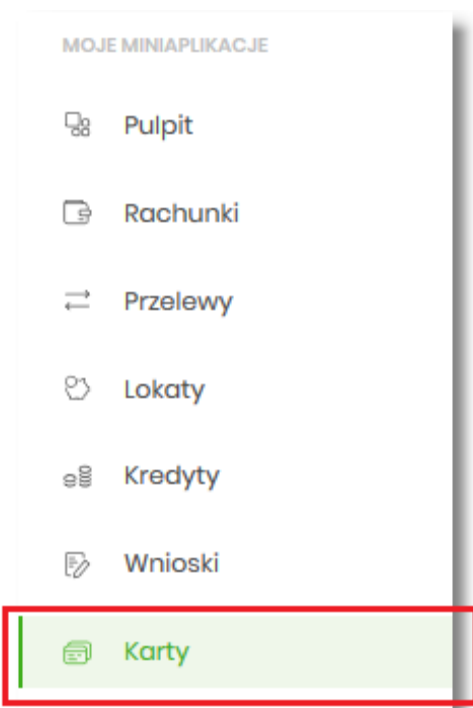 MOJE MINIAPLIKACJE
Pulpit
Rachunki
Przelewy
Lokaty
Kredyty
Wnioski
Karty